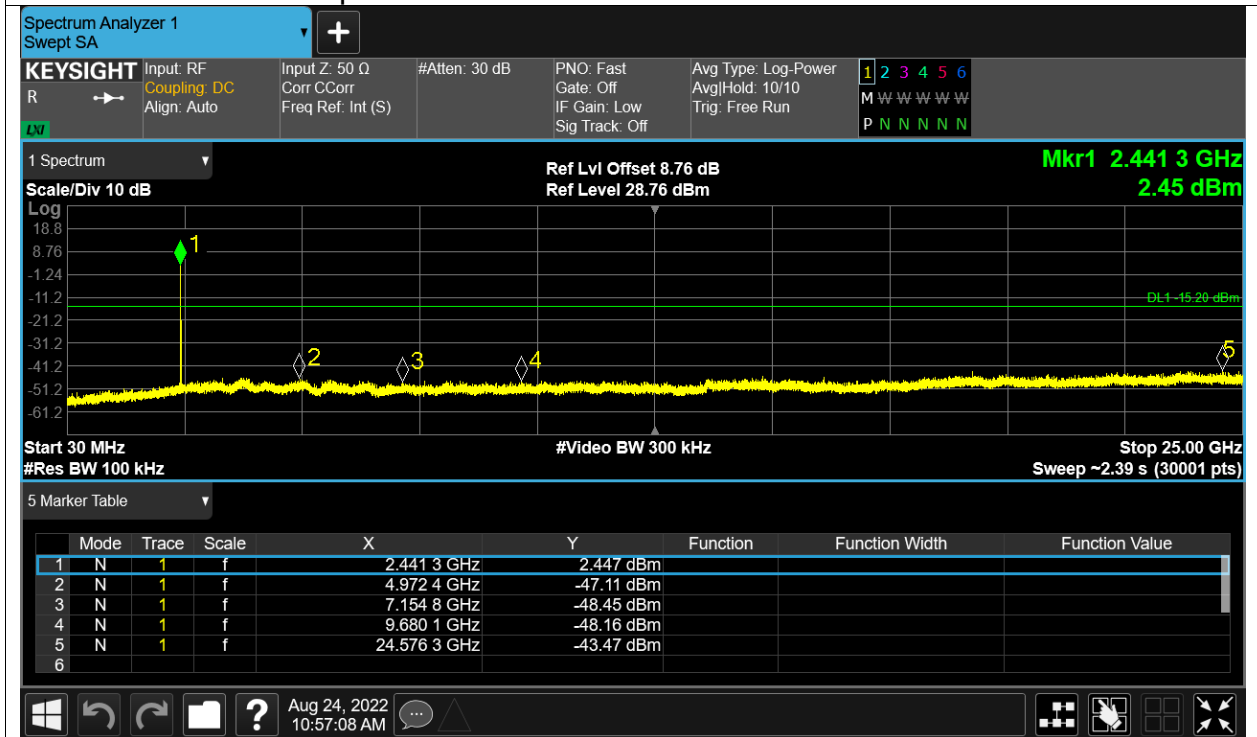 Spectrum Analyzer 1
Swept SA
+
KEYSIGHT Input: RF Input Z: 50 Ω #Atten: 30 dB PNO: Fast Avg Type: Log-Power 1 2 3 4 5 6
R Coupling: DC Corr CCorr Gate: Off Avg|Hold: 10/10 M W W W W W
Align: Auto Freq Ref: Int (S) IF Gain: Low Trig: Free Run
LXI Sig Track: Off P N N N N N
1 Spectrum Ref Lvl Offset 8.76 dB Mkr1 2.441 3 GHz
Scale/Div 10 dB Ref Level 28.76 dBm 2.45 dBm
Log
18.8
8.76 1
-1.24
-11.2 DL1 -15.20 dBm
-21.2
-31.2
-41.2 2 3 4 5
-51.2
-61.2
Start 30 MHz #Video BW 300 kHz Stop 25.00 GHz
#Res BW 100 kHz Sweep ~2.39 s (30001 pts)
5 Marker Table
Mode Trace Scale X Y Function Function Width Function Value
1 N 1 f 2.441 3 GHz 2.447 dBm
2 N 1 f 4.972 4 GHz -47.11 dBm
3 N 1 f 7.154 8 GHz -48.45 dBm
4 N 1 f 9.680 1 GHz -48.16 dBm
5 N 1 f 24.576 3 GHz -43.47 dBm
6
? Aug 24, 2022
10:57:08 AM